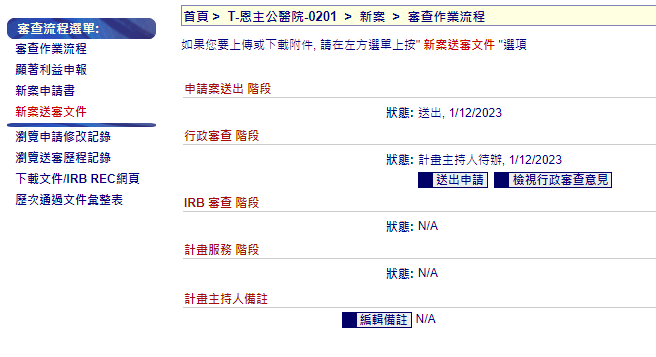 審查流程選單:
審查作業流程
顯著利益申報
新案申請書
新案送審文件
瀏覽申請修改記錄
瀏覽送審歷程記錄
下載文件/IRB REC網頁
歷次通過文件彙整表
首頁 > T-恩主公醫院-0201 > 新案 > 審查作業流程
如果您要上傳或下載附件, 請在左方選單上按" 新案送審文件 "選項
申請案送出 階段
狀態: 送出, 1/12/2023
行政審查 階段
狀態: 計畫主持人待辦, 1/12/2023
送出申請 檢視行政審查意見
IRB 審查 階段
狀態: N/A
計畫服務 階段
狀態: N/A
計畫主持人備註
編輯備註 N/A